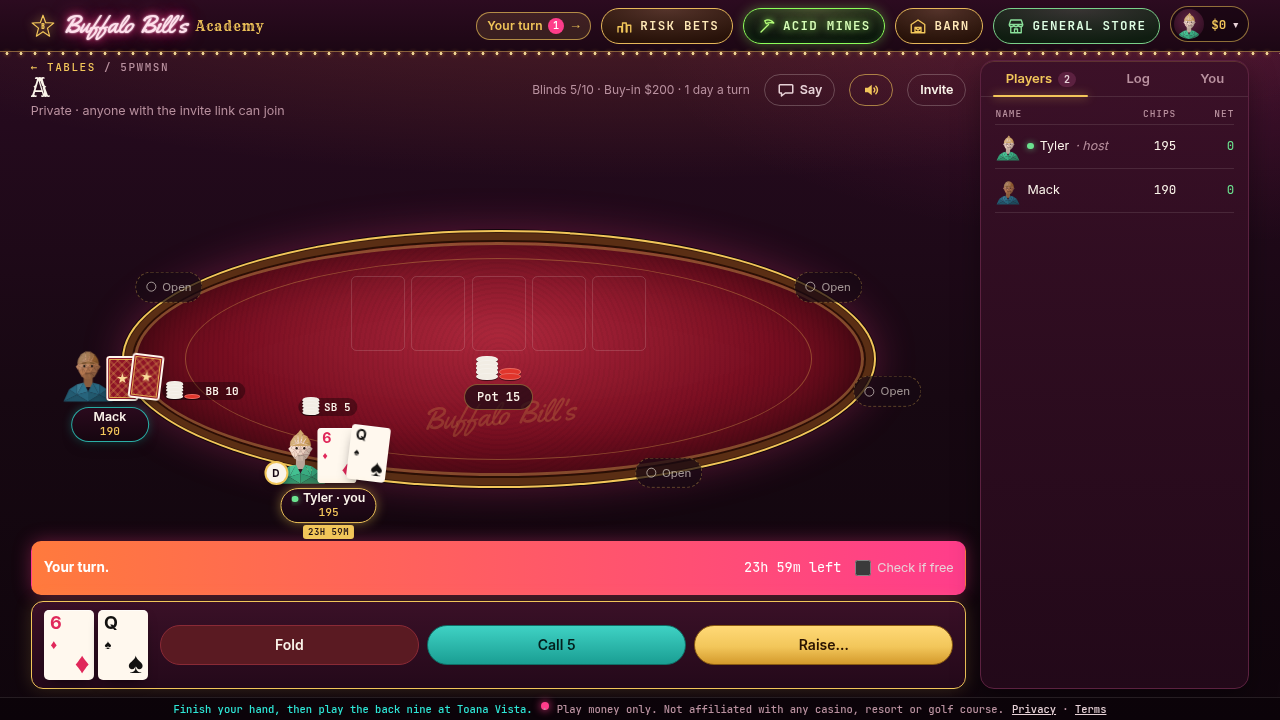 Buffalo Bill's Academy
Your turn 1 →
RISK BETS
ACID MINES
BARN
GENERAL STORE
$0 ▾
← TABLES / 5PWMSN
A
Private · anyone with the invite link can join
Blinds 5/10 · Buy-in $200 · 1 day a turn
Say
Invite
Players 2
Log
You
NAME CHIPS NET
Tyler · host 195 0
Mack 190 0
Open
Open
BB 10
Mack
190
SB 5
Pot 15
Buffalo Bill's
Open
Open
6
Q
D
Tyler · you
195
23H 59M
Your turn.
23h 59m left
Check if free
6
Q
Fold
Call 5
Raise…
Finish your hand, then play the back nine at Toana Vista.
Play money only. Not affiliated with any casino, resort or golf course. Privacy · Terms